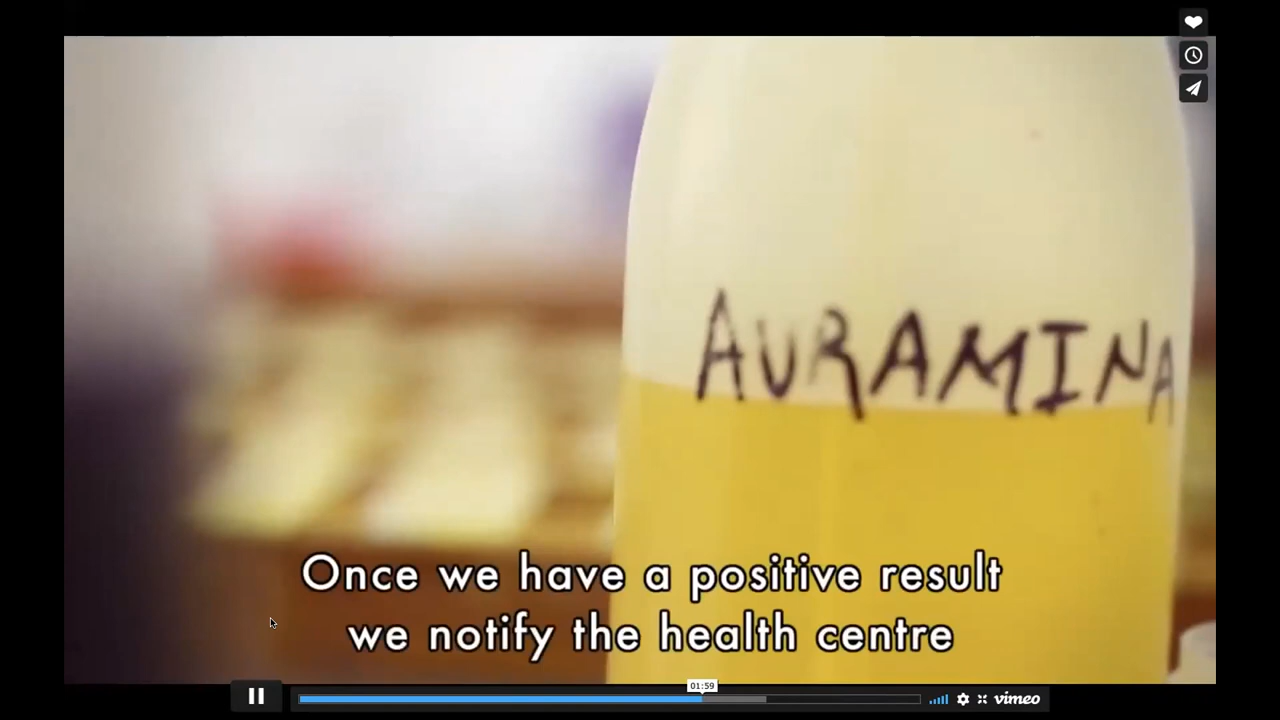 AURAMINA
Once we have a positive result
we notify the health centre
01:59
vimeo